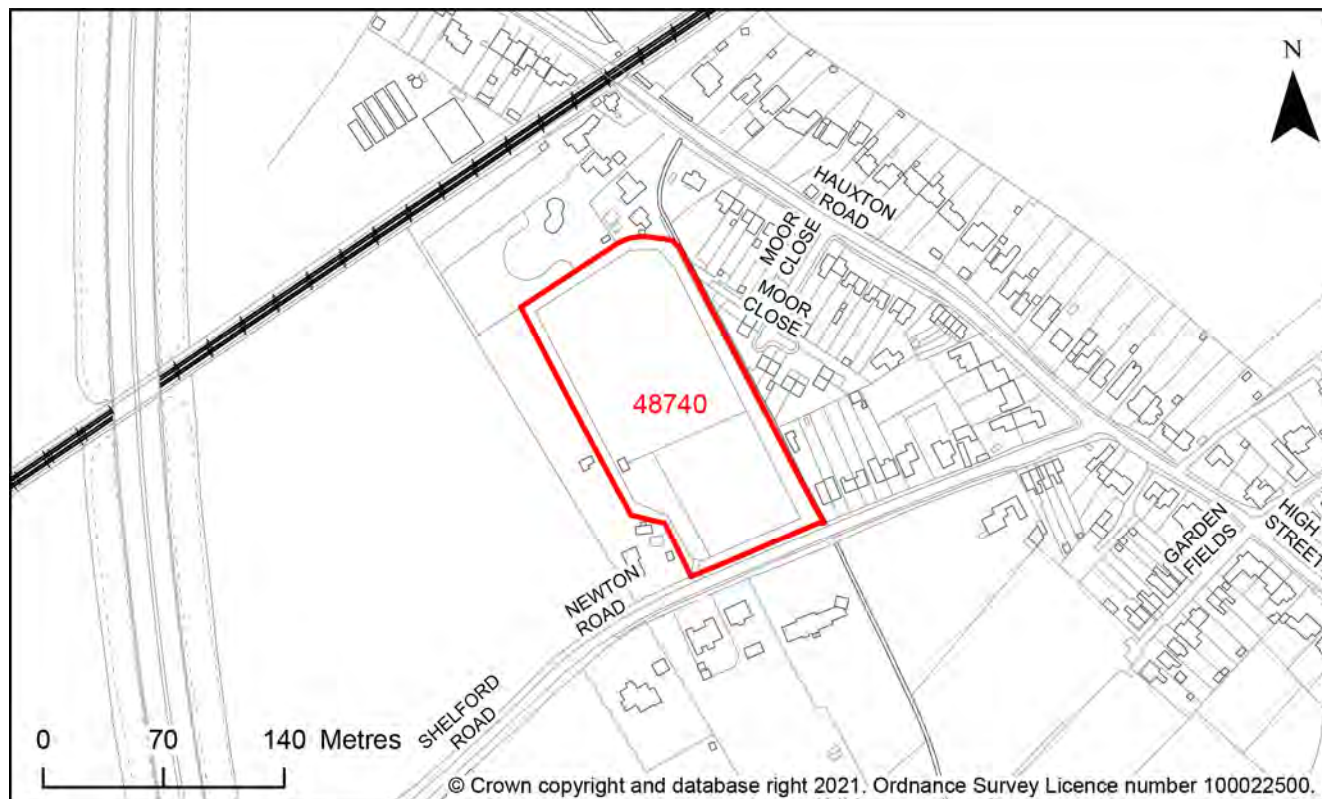 N
HAUXTON
ROAD
MOOR
CLOSE
MOOR
CLOSE
48740
HIGH
STREET
GARDEN
FIELDS
NEWTON
ROAD
SHELFORD
ROAD
0 70 140 Metres
© Crown copyright and database right 2021. Ordnance Survey Licence number 100022500.